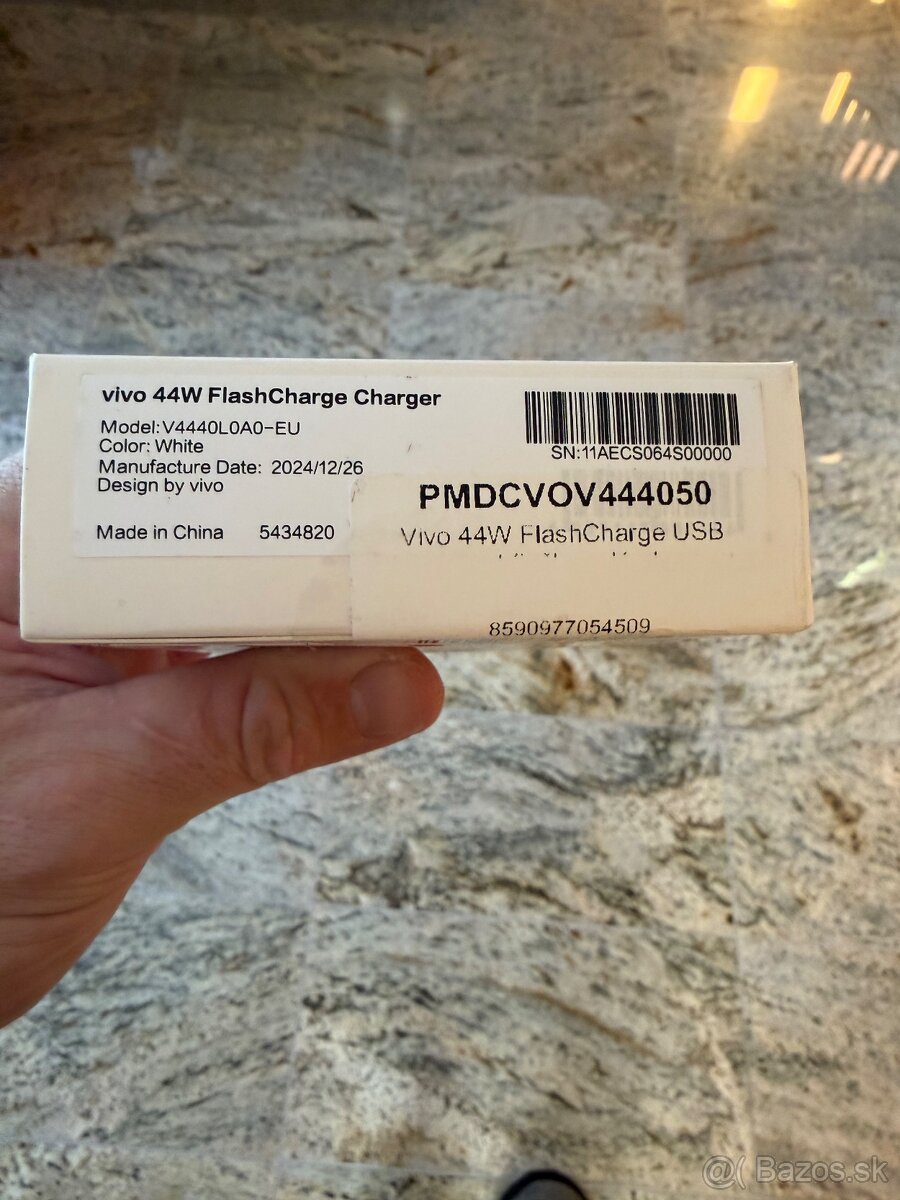 vivo 44W FlashCharge Charger
Model:V4440L0A0-EU
Color: White
Manufacture Date: 2024/12/26
Design by vivo
Made in China 5434820
SN:11AECS064S00000
PMDCVOV444050
Vivo 44W FlashCharge USB
8590977054509
@( Bazos.sk